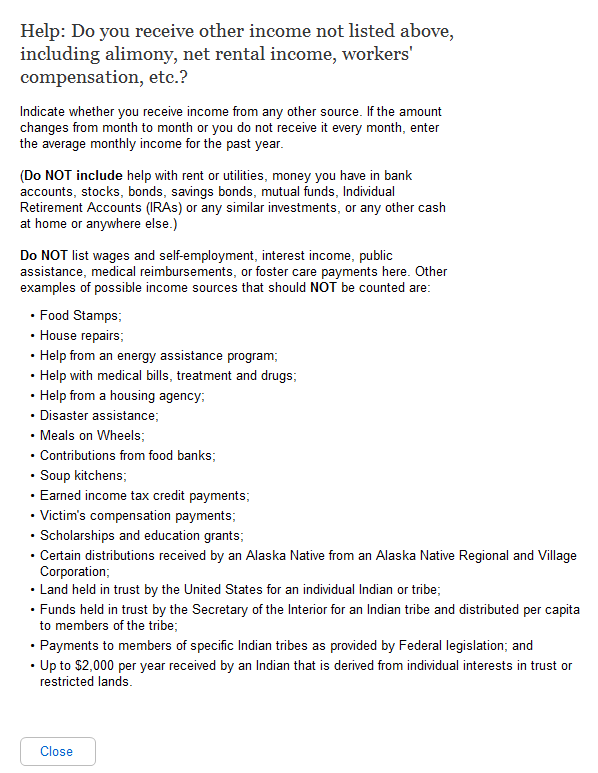 Help: Do you receive other income not listed above,
including alimony, net rental income, workers'
compensation, etc.?
Indicate whether you receive income from any other source. If the amount
changes from month to month or you do not receive it every month, enter
the average monthly income for the past year.
(Do NOT include help with rent or utilities, money you have in bank
accounts, stocks, bonds, savings bonds, mutual funds, Individual
Retirement Accounts (IRAs) or any similar investments, or any other cash
at home or anywhere else.)
Do NOT list wages and self-employment, interest income, public
assistance, medical reimbursements, or foster care payments here. Other
examples of possible income sources that should NOT be counted are:
• Food Stamps;
• House repairs;
• Help from an energy assistance program;
• Help with medical bills, treatment and drugs;
• Help from a housing agency;
• Disaster assistance;
• Meals on Wheels;
• Contributions from food banks;
• Soup kitchens;
• Earned income tax credit payments;
• Victim's compensation payments;
• Scholarships and education grants;
• Certain distributions received by an Alaska Native from an Alaska Native Regional and Village
Corporation;
• Land held in trust by the United States for an individual Indian or tribe;
• Funds held in trust by the Secretary of the Interior for an Indian tribe and distributed per capita
to members of the tribe;
• Payments to members of specific Indian tribes as provided by Federal legislation; and
• Up to $2,000 per year received by an Indian that is derived from individual interests in trust or
restricted lands.
Close